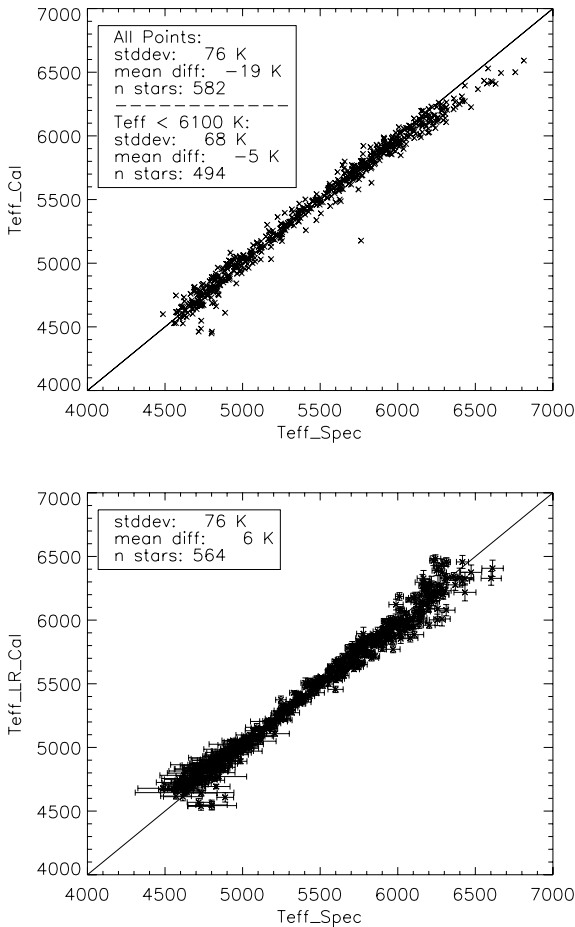 7000
6500
6000
5500
5000
4500
4000
Teff_Cal
All Points:
stddev: 76 K
mean diff: −19 K
n stars: 582
Teff < 6100 K:
stddev: 68 K
mean diff: −5 K
n stars: 494
4000 4500 5000 5500 6000 6500 7000
Teff_Spec
7000
6500
6000
5500
5000
4500
4000
Teff_LR_Cal
stddev: 76 K
mean diff: 6 K
n stars: 564
4000 4500 5000 5500 6000 6500 7000
Teff_Spec